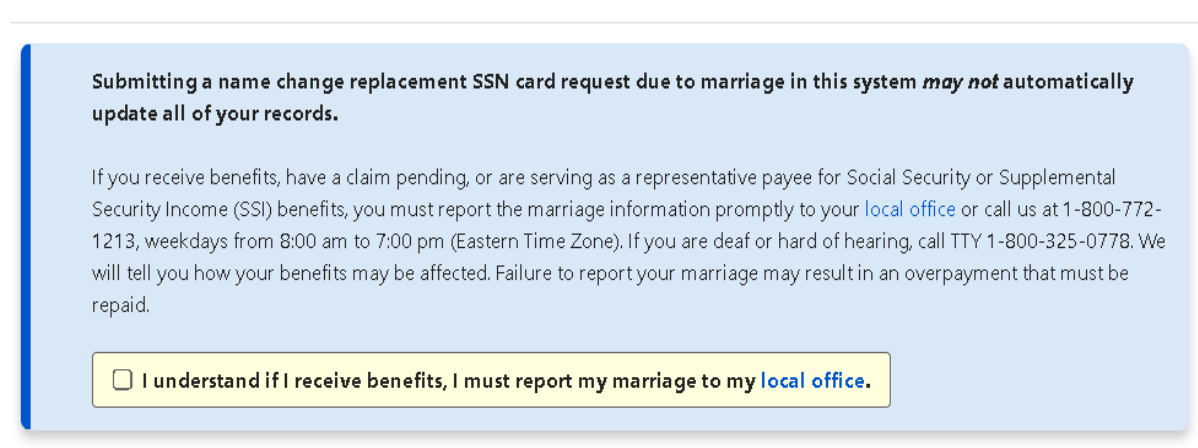 Submitting a name change replacement SSN card request due to marriage in this system may not automatically
update all of your records.
If you receive benefits, have a claim pending, or are serving as a representative payee for Social Security or Supplemental
Security Income (SSI) benefits, you must report the marriage information promptly to your local office or call us at 1-800-772-
1213, weekdays from 8:00 am to 7:00 pm (Eastern Time Zone). If you are deaf or hard of hearing, call TTY 1-800-325-0778. We
will tell you how your benefits may be affected. Failure to report your marriage may result in an overpayment that must be
repaid.
I understand if I receive benefits, I must report my marriage to my local office.